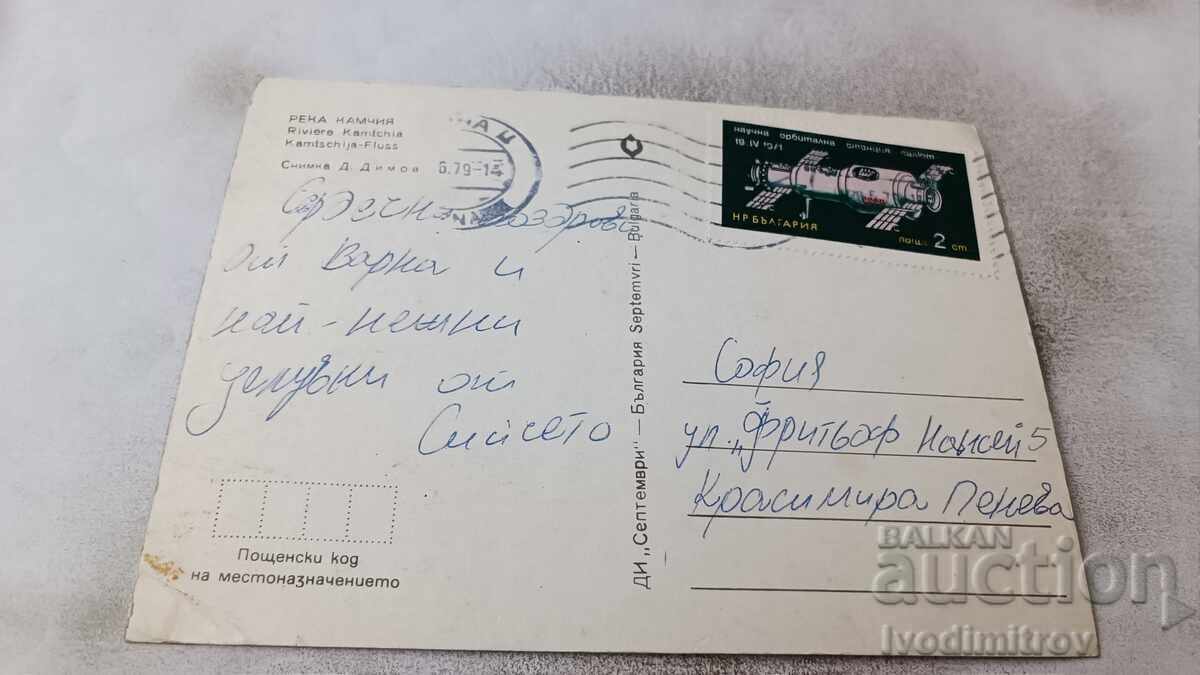 РЕКА КАМЧИЯ
Riviere Kamtchia
Kamtschija-Fluss
Снимка Д. Димов
6.79-14
Сърдечни поздрави
от Варна и
най-нежни
целувки от
ДИ „Септември" — България Septemvri — Bulgaria
научна орбитална станция салют
19.IV 1971
НР БЪЛГАРИЯ
поща 2 ст
София
ул. „Фритьоф Нансен 5
Красимира Пенева
Пощенски код
на местоназначението
BALKAN
auction
Ivodimitrov